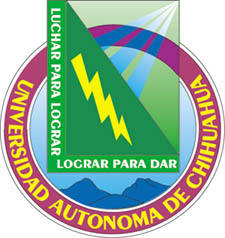 LUCHAR PARA LOGRAR
LOGRAR PARA DAR
UNIVERSIDAD AUTONOMA DE CHIHUAHUA